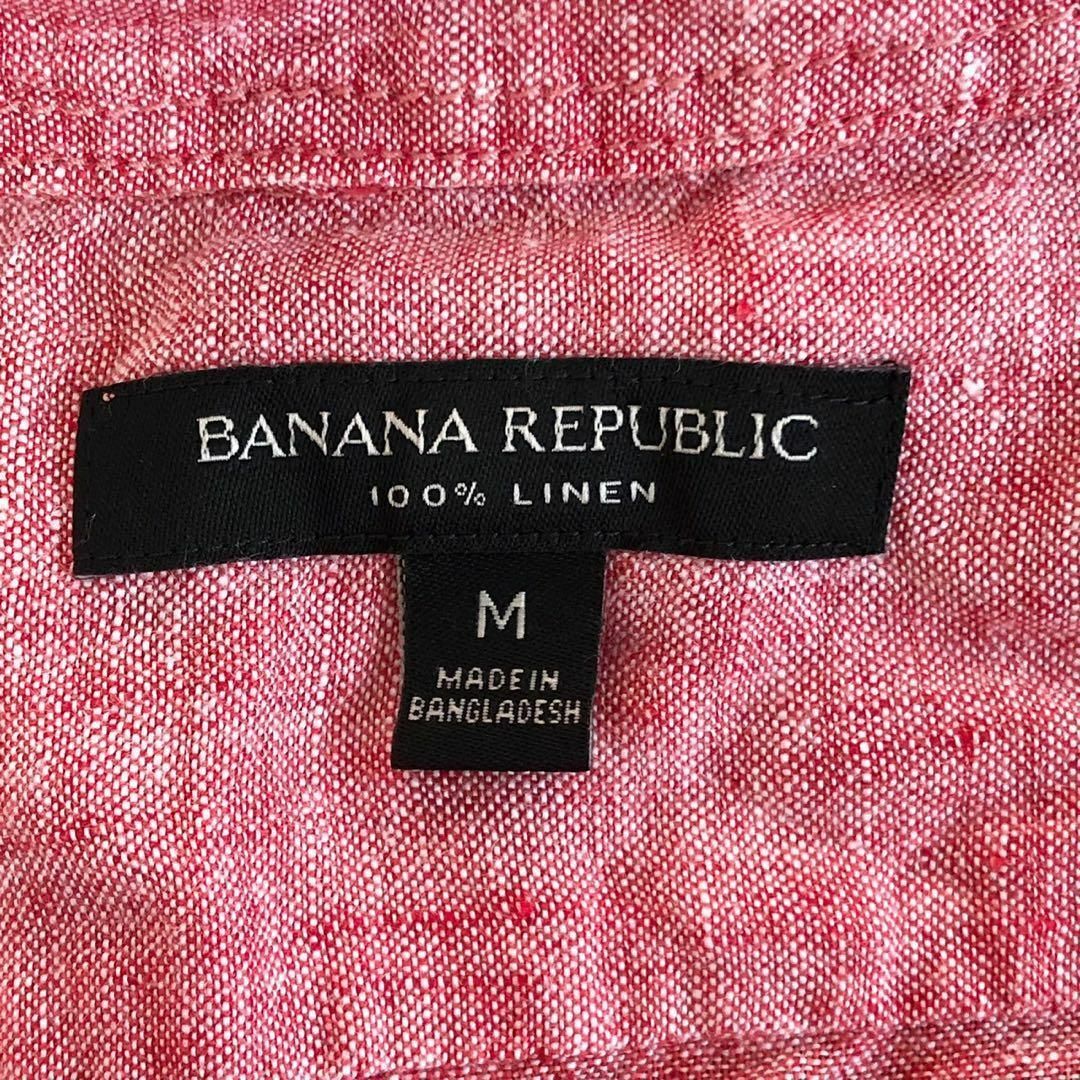 BANANA REPUBLIC
100% LINEN
M
MADE IN
BANGLADESH